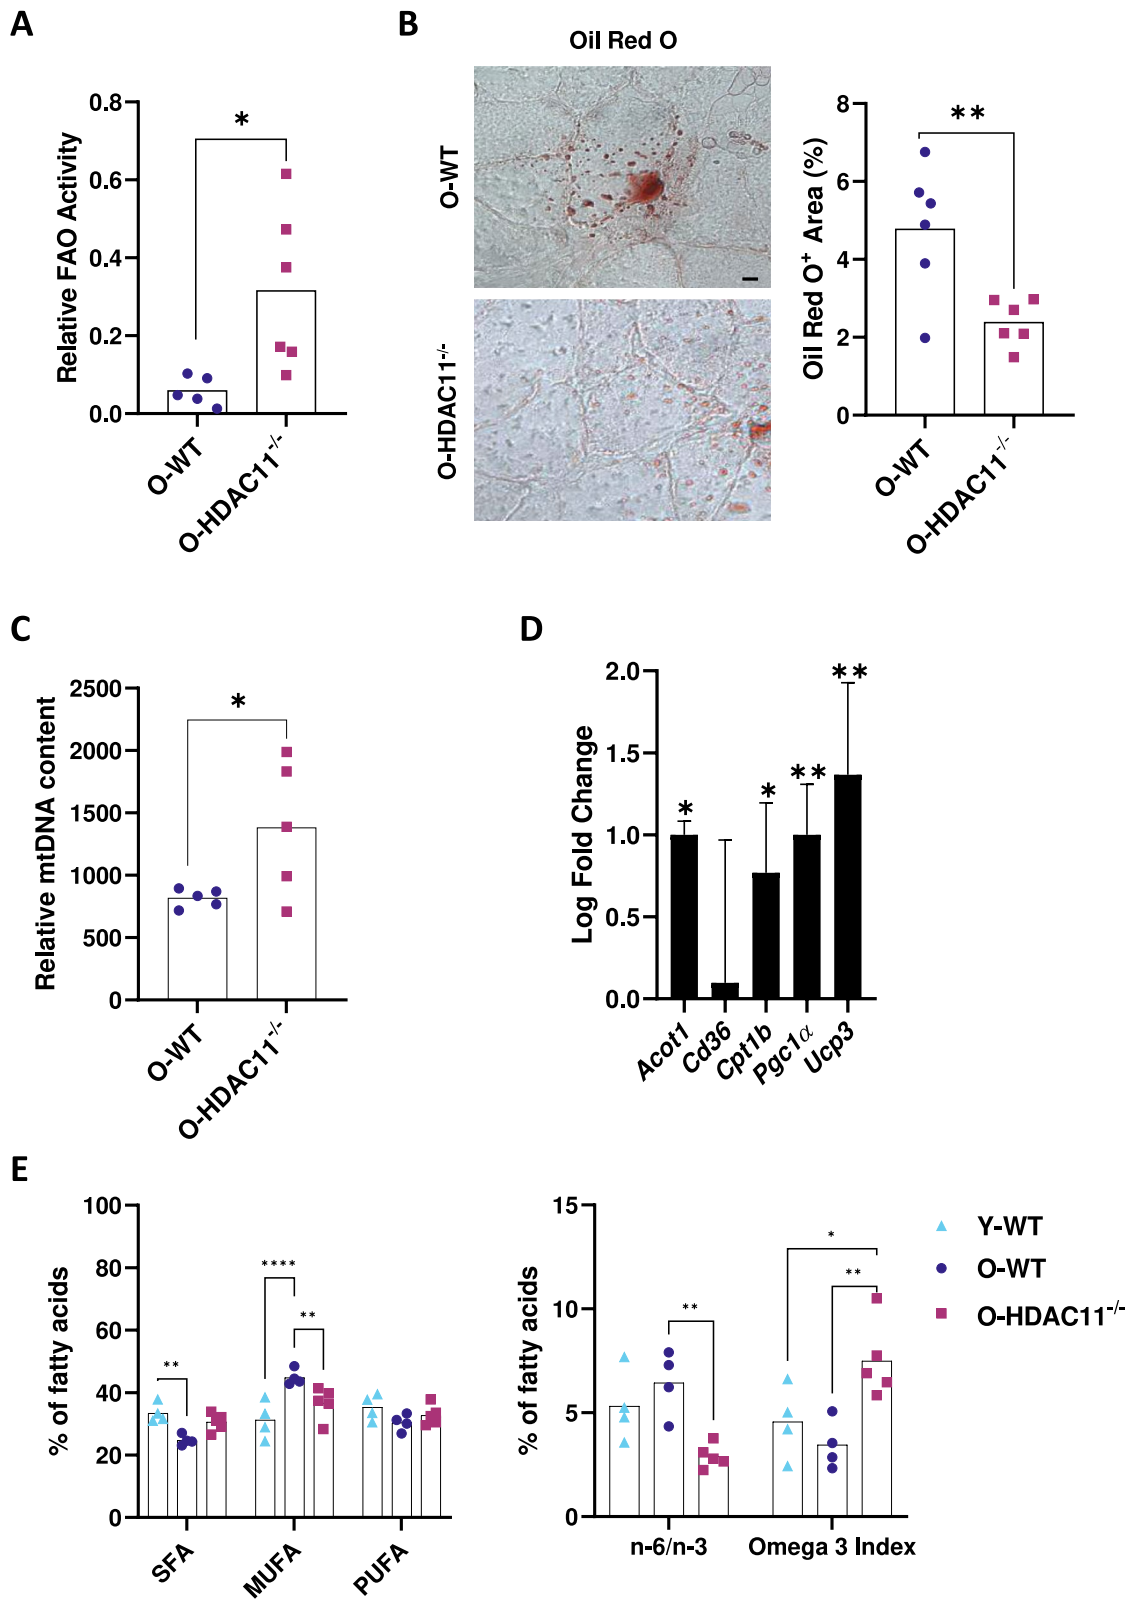 A
Relative FAO Activity
0.8
0.6
0.4
0.2
0.0
*
O-WT
O-HDAC11-/-
B
Oil Red O
O-WT
O-HDAC11-/-
Oil Red O+ Area (%)
8
6
4
2
0
**
O-WT
O-HDAC11-/-
C
Relative mtDNA content
2500
2000
1500
1000
500
0
*
O-WT
O-HDAC11-/-
D
Log Fold Change
2.0
1.5
1.0
0.5
0.0
*
*
**
**
Acot1
Cd36
Cpt1b
Pgc1α
Ucp3
E
% of fatty acids
100
80
60
40
20
0
**
****
**
SFA
MUFA
PUFA
% of fatty acids
15
10
5
0
**
*
**
n-6/n-3
Omega 3 Index
Y-WT
O-WT
O-HDAC11-/-